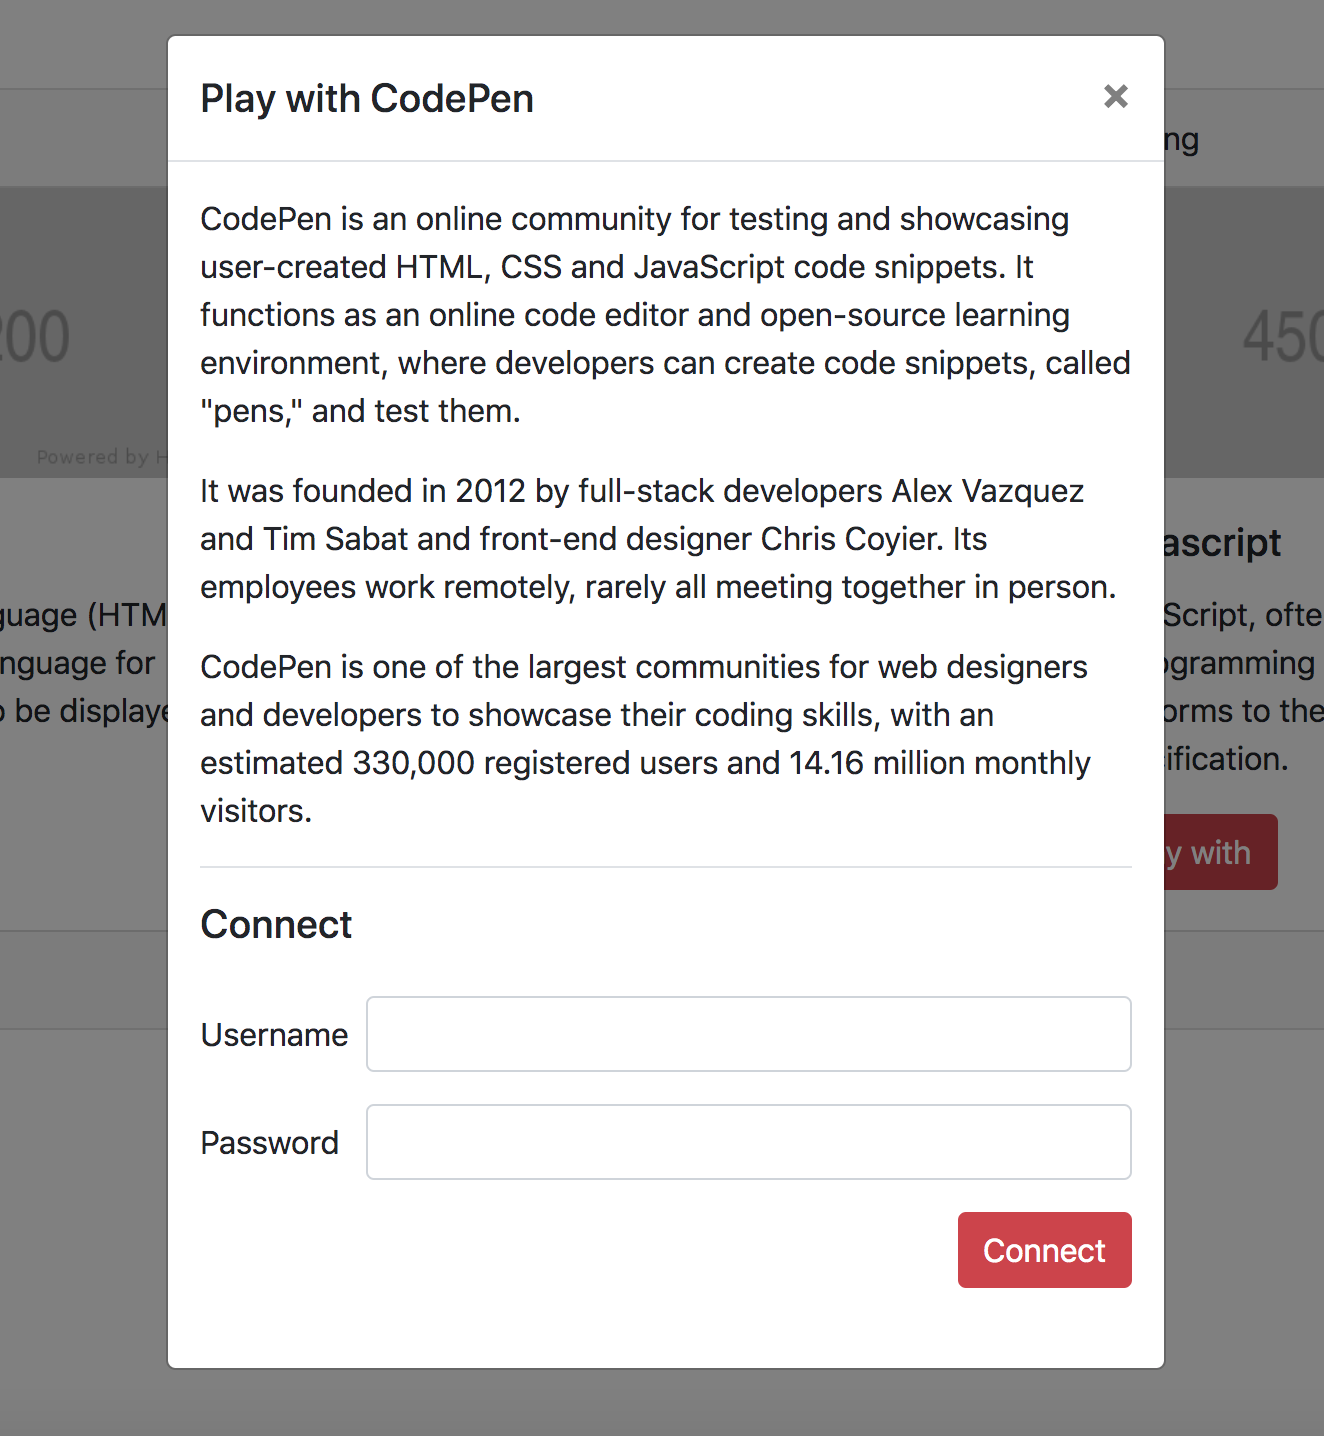 Play with CodePen
×
ng
CodePen is an online community for testing and showcasing
user-created HTML, CSS and JavaScript code snippets. It
functions as an online code editor and open-source learning
environment, where developers can create code snippets, called
"pens," and test them.
200
450
Powered by H
It was founded in 2012 by full-stack developers Alex Vazquez
and Tim Sabat and front-end designer Chris Coyier. Its
employees work remotely, rarely all meeting together in person.
ascript
guage (HTM
nguage for
o be displaye
Script, ofte
ogramming
orms to the
ification.
CodePen is one of the largest communities for web designers
and developers to showcase their coding skills, with an
estimated 330,000 registered users and 14.16 million monthly
visitors.
y with
Connect
Username
Password
Connect